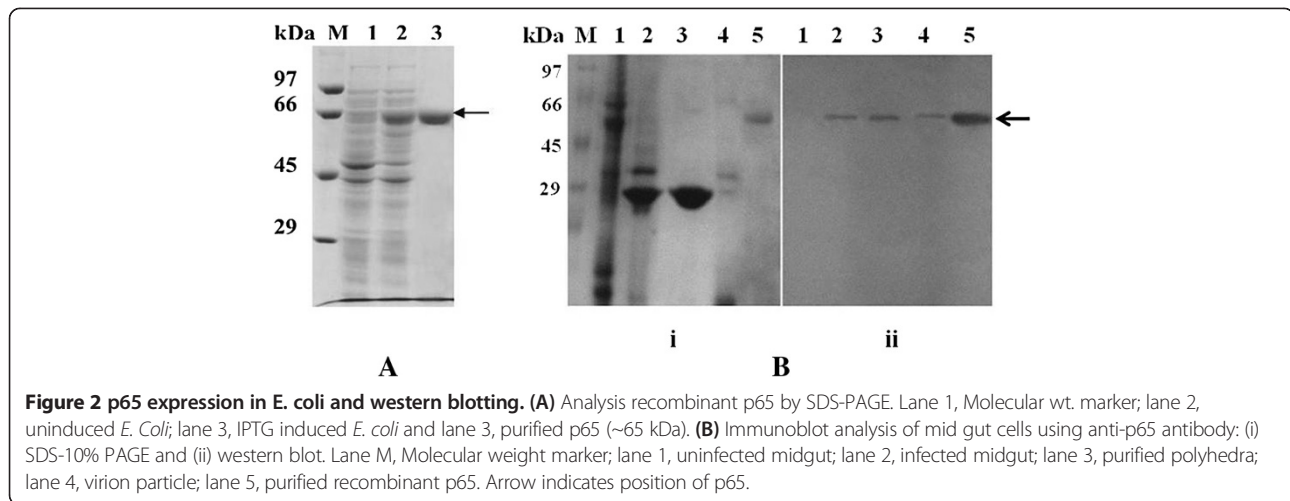 kDa M 1 2 3
97
66
45
29
A
kDa M 1 2 3 4 5
97
66
45
29
i
1 2 3 4 5
ii
B
Figure 2 p65 expression in E. coli and western blotting. (A) Analysis recombinant p65 by SDS-PAGE. Lane 1, Molecular wt. marker; lane 2,
uninduced E. Coli; lane 3, IPTG induced E. coli and lane 3, purified p65 (~65 kDa). (B) Immunoblot analysis of mid gut cells using anti-p65 antibody: (i)
SDS-10% PAGE and (ii) western blot. Lane M, Molecular weight marker; lane 1, uninfected midgut; lane 2, infected midgut; lane 3, purified polyhedra;
lane 4, virion particle; lane 5, purified recombinant p65. Arrow indicates position of p65.